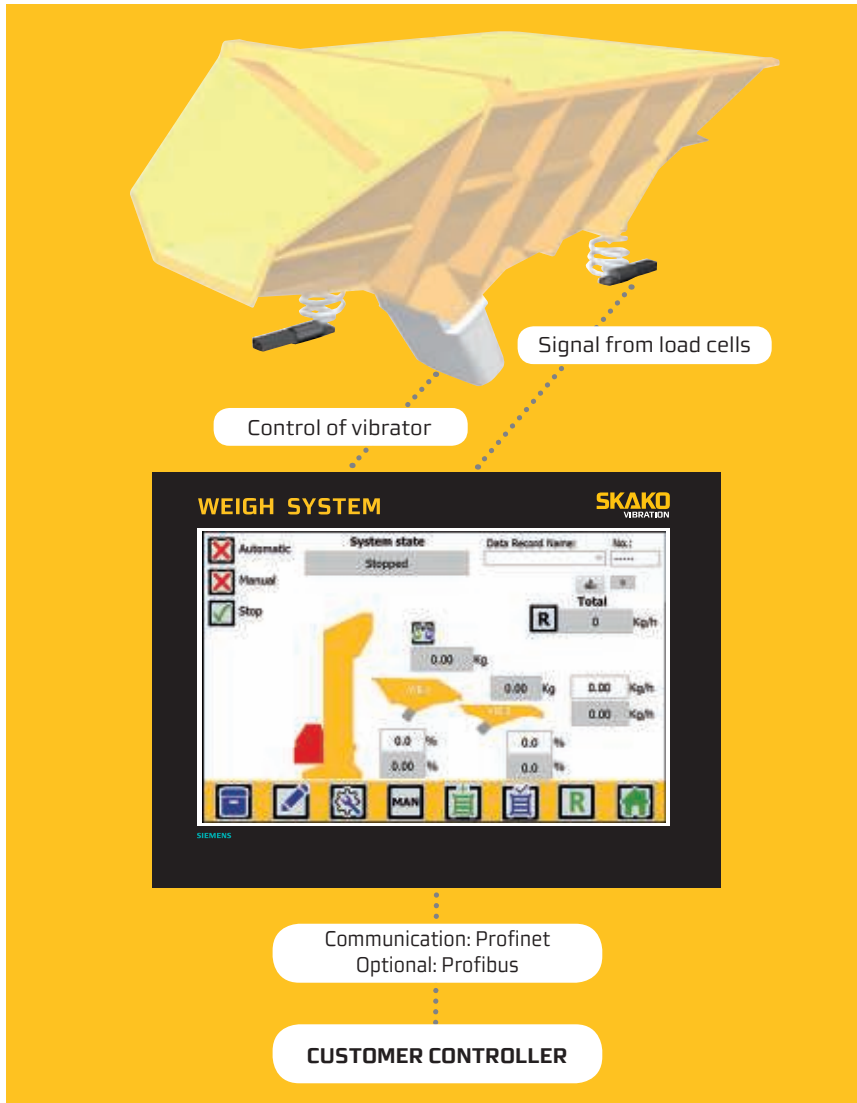 Signal from load cells
Control of vibrator
WEIGH SYSTEM
SKAKO
VIBRATION
Automatic
System state
Data Record Name:
No.:
Stopped
-----
Manual
Stop
Total
R
0
Kg/h
0.00 Kg
0.00 Kg
0.00 Kg/h
0.00 Kg/h
0.0 %
0.0 %
0.00 %
0.0 %
MAN
R
SIEMENS
Communication: Profinet
Optional: Profibus
CUSTOMER CONTROLLER